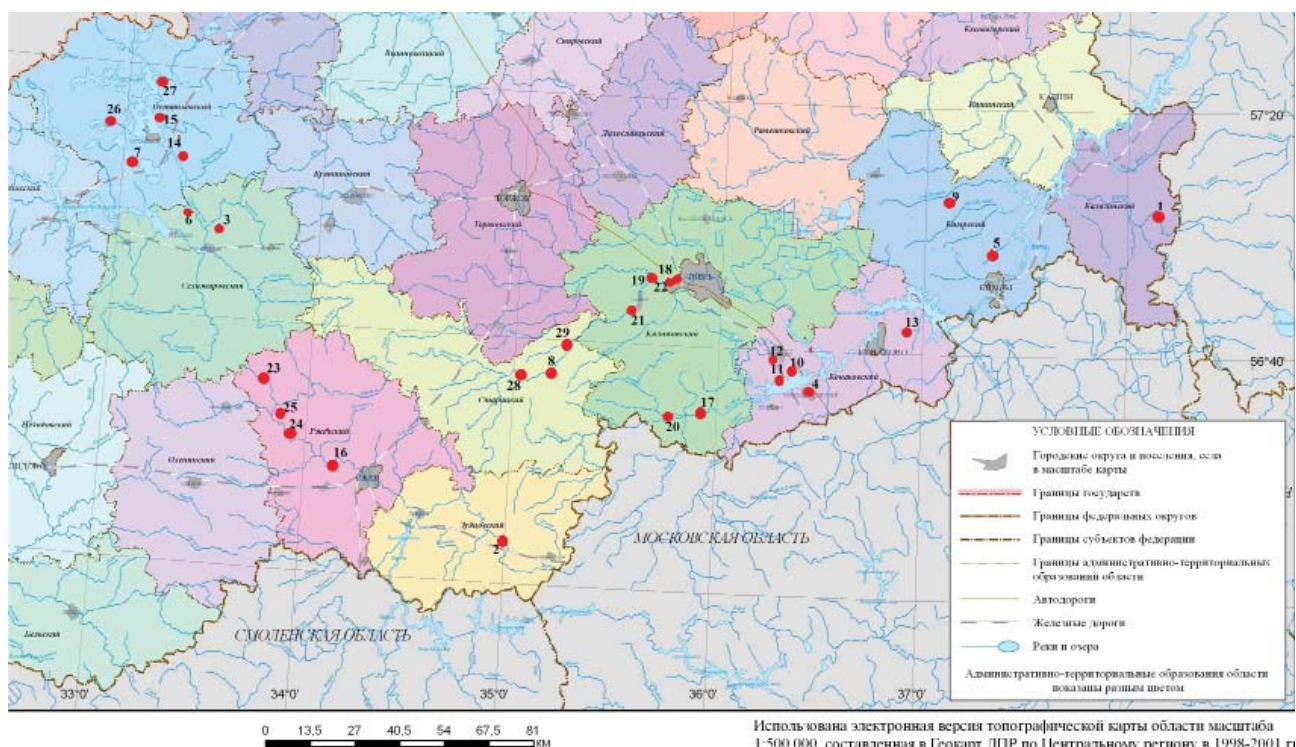 Спировский
Кесовогорский
Осташковский
27
26
15
14
7
Лихославльский
Рамешковский
Кашинский
КАШИН
57°20'
Кувшиновский
ТОРЖОК
Торжокский
6
3
Селижаровский
9
Кимрский
5
КИМРЫ
Калязинский
1
19
18
22
ТВЕРЬ
21
Калининский
29
28
8
Старицкий
12
10
11
4
13
Конаковский
56°40'
23
25
24
Ржевский
16
РЖЕВ
20
17
Нелидовский
Оленинский
Зубцовский
2
Бельский
МОСКОВСКАЯ ОБЛАСТЬ
СМОЛЕНСКАЯ ОБЛАСТЬ
УСЛОВНЫЕ ОБОЗНАЧЕНИЯ
Городские округа и поселения, села
в масштабе карты
Границы государств
Границы федеральных округов
Границы субъектов федерации
Границы административно-территориальных
образований области
Автодороги
Железные дороги
Реки и озера
Административно-территориальные образования области
показаны разным цветом
33°0'
34°0'
35°0'
36°0'
37°0'
0 13,5 27 40,5 54 67,5 81
КМ
Использована электронная версия топографической карты области масштаба
1:500 000, составленная в Геокарт ДПР по Центральному региону в 1998-2001 г